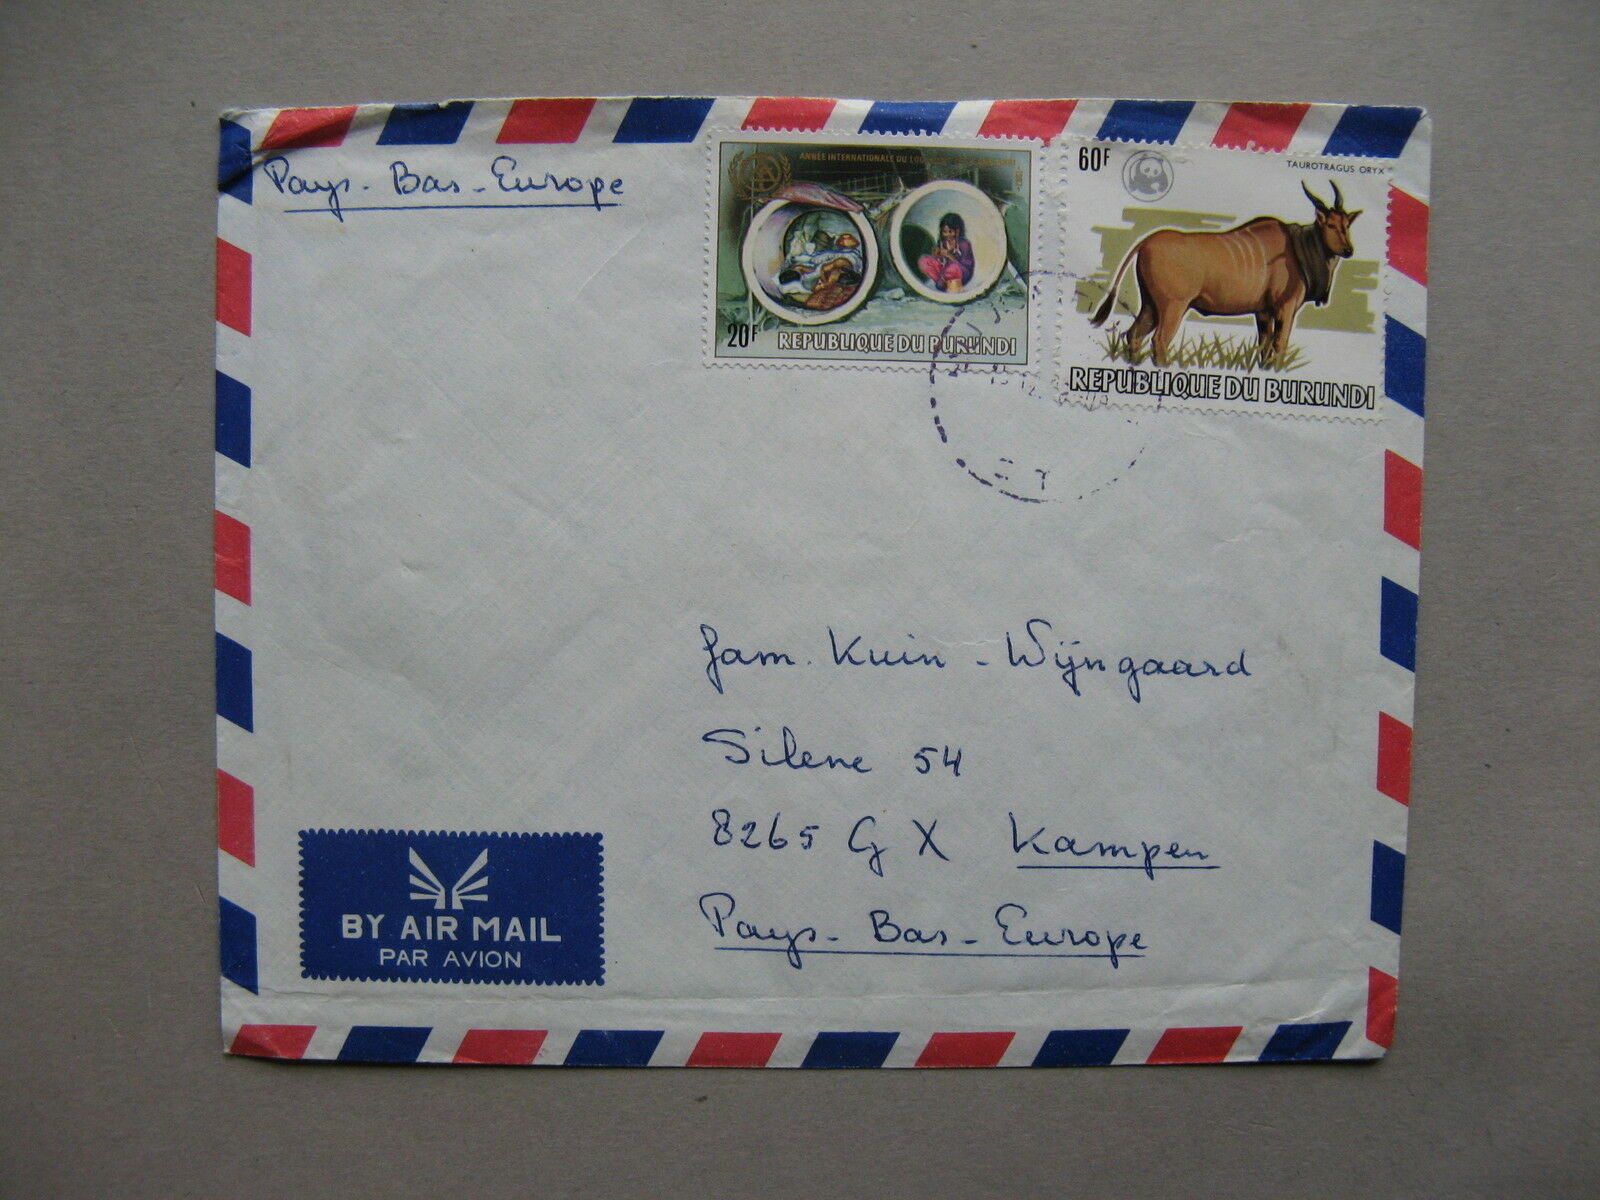 Pays-Bas-Europe
ANNÉE INTERNATIONALE DU
20F
REPUBLIQUE DU BURUNDI
60F
TAUROTRAGUS ORYX
REPUBLIQUE DU BURUNDI
fam. Kuin - Wijngaard
Silene 54
8265 GX Kampen
Pays-Bas-Europe
BY AIR MAIL
PAR AVION